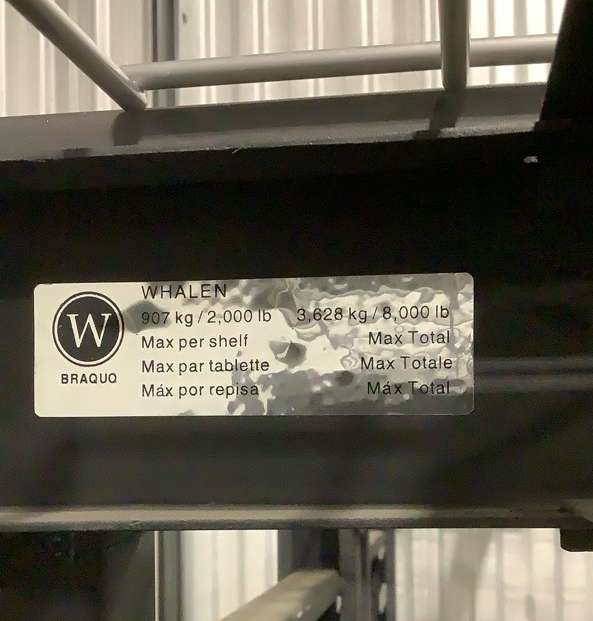 WHALEN
W
BRAQUQ
907 kg / 2,000 lb 3,628 kg / 8,000 lb
Max per shelf Max Total
Max par tablette Max Totale
Máx por repisa Máx Total